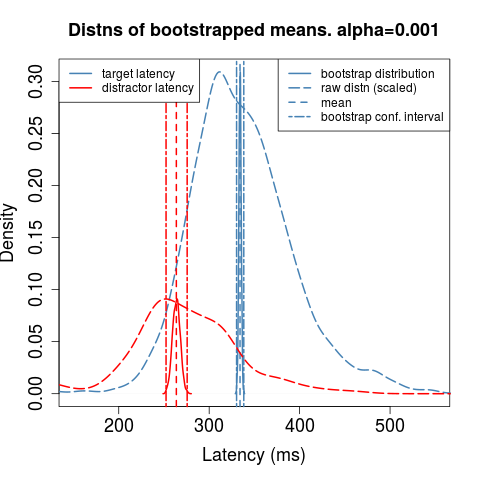 Distns of bootstrapped means. alpha=0.001
target latency
distractor latency
bootstrap distribution
raw distn (scaled)
mean
bootstrap conf. interval
Density
0.30
0.25
0.20
0.15
0.10
0.05
0.00
200 300 400 500
Latency (ms)